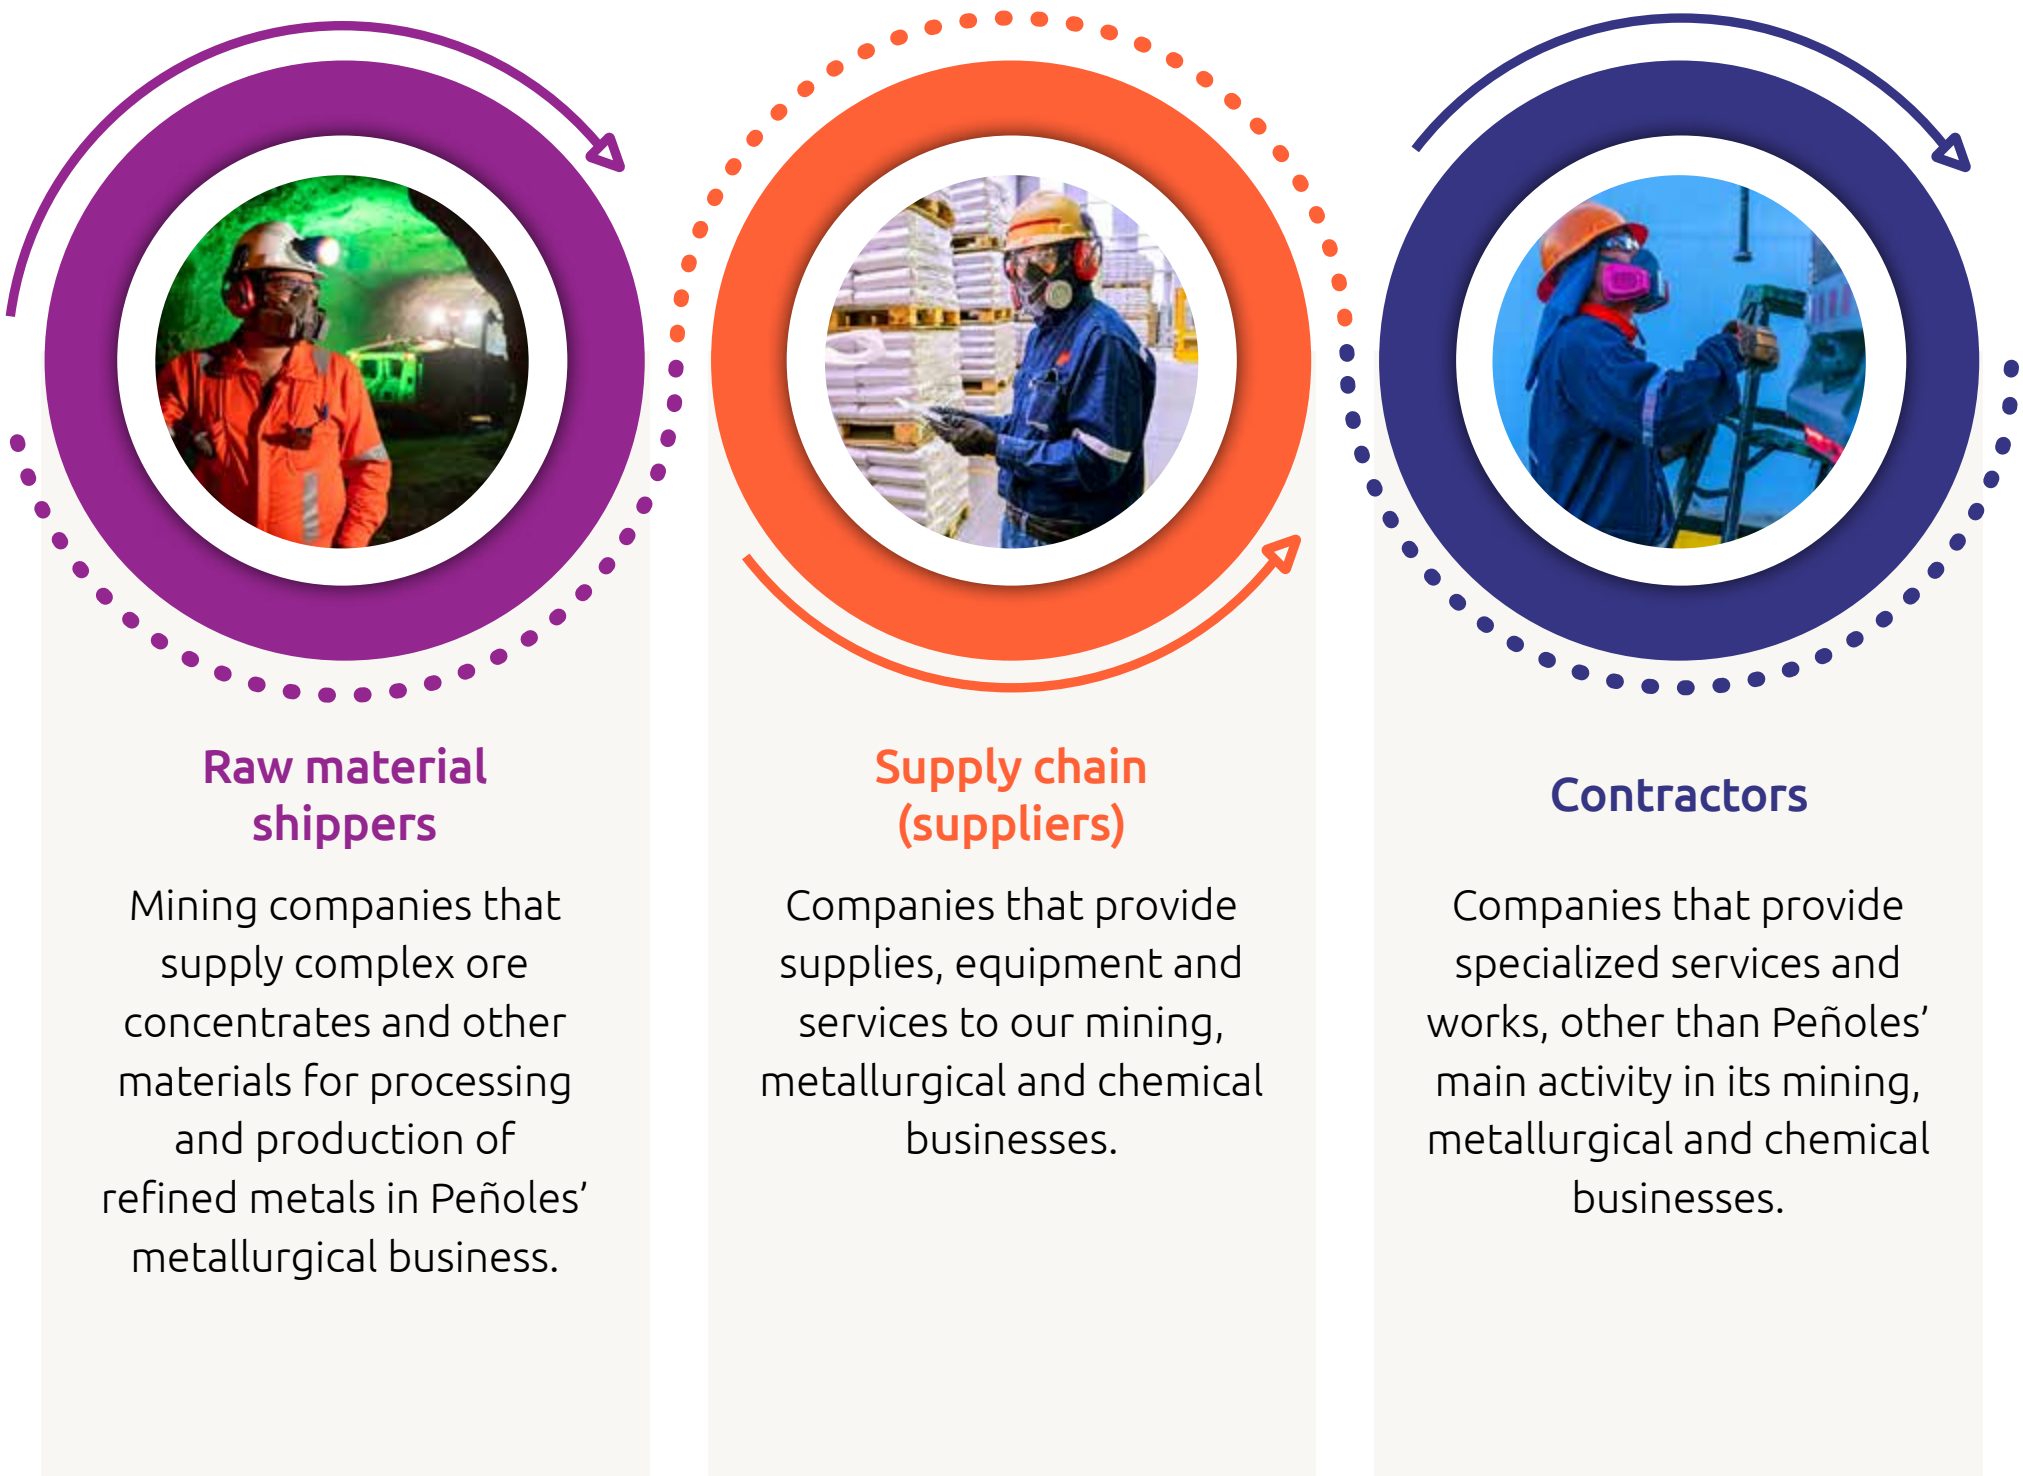 Raw material
shippers
Mining companies that
supply complex ore
concentrates and other
materials for processing
and production of
refined metals in Peñoles’
metallurgical business.
Supply chain
(suppliers)
Companies that provide
supplies, equipment and
services to our mining,
metallurgical and chemical
businesses.
Contractors
Companies that provide
specialized services and
works, other than Peñoles’
main activity in its mining,
metallurgical and chemical
businesses.